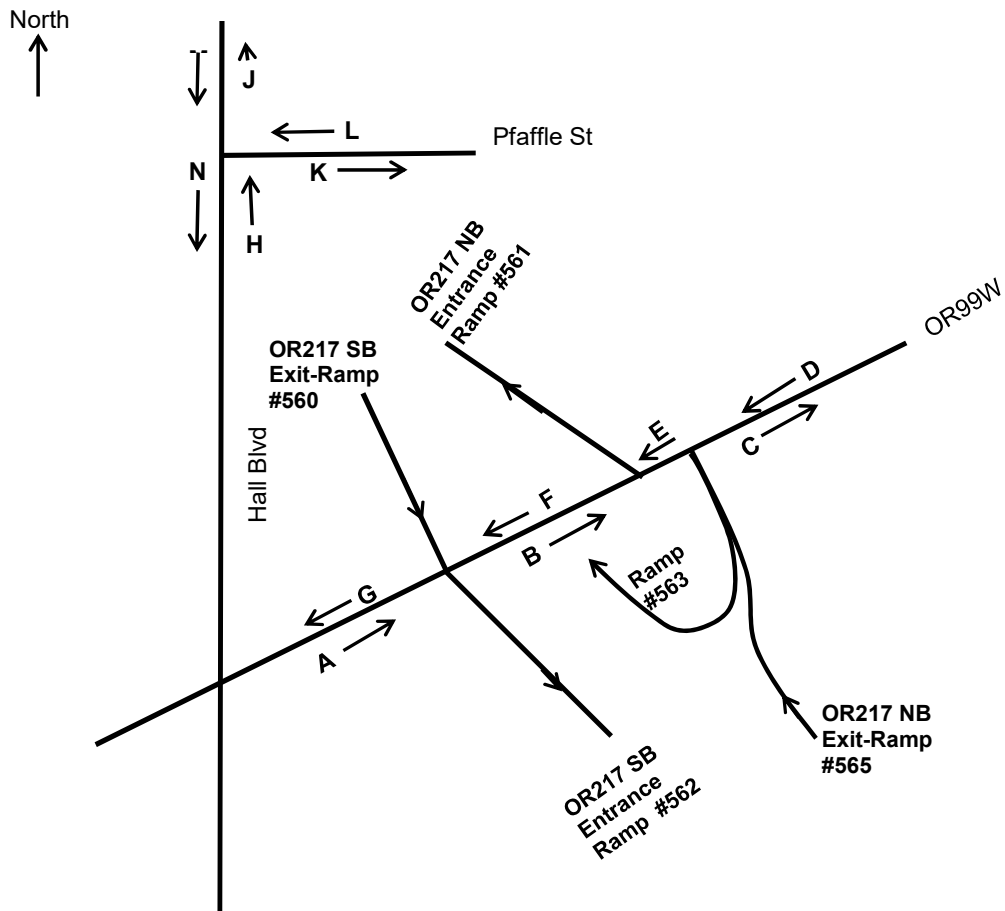 North
--
J
L
Pfaffle St
N
K
H
OR217 NB
Entrance
Ramp #561
OR99W
OR217 SB
Exit-Ramp
#560
D
E
C
Hall Blvd
F
B
Ramp
#563
G
A
OR217 NB
Exit-Ramp
#565
OR217 SB
Entrance
Ramp #562